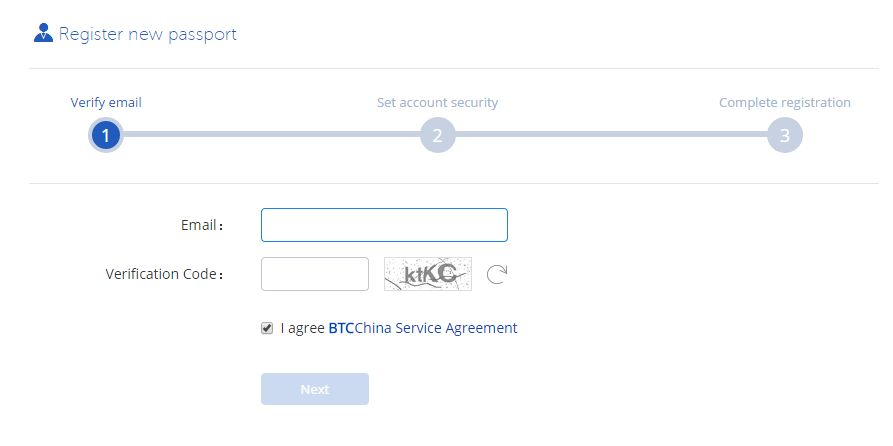 Register new passport
Verify email Set account security Complete registration
1 2 3
Email：
Verification Code： ktKC
I agree BTCChina Service Agreement
Next